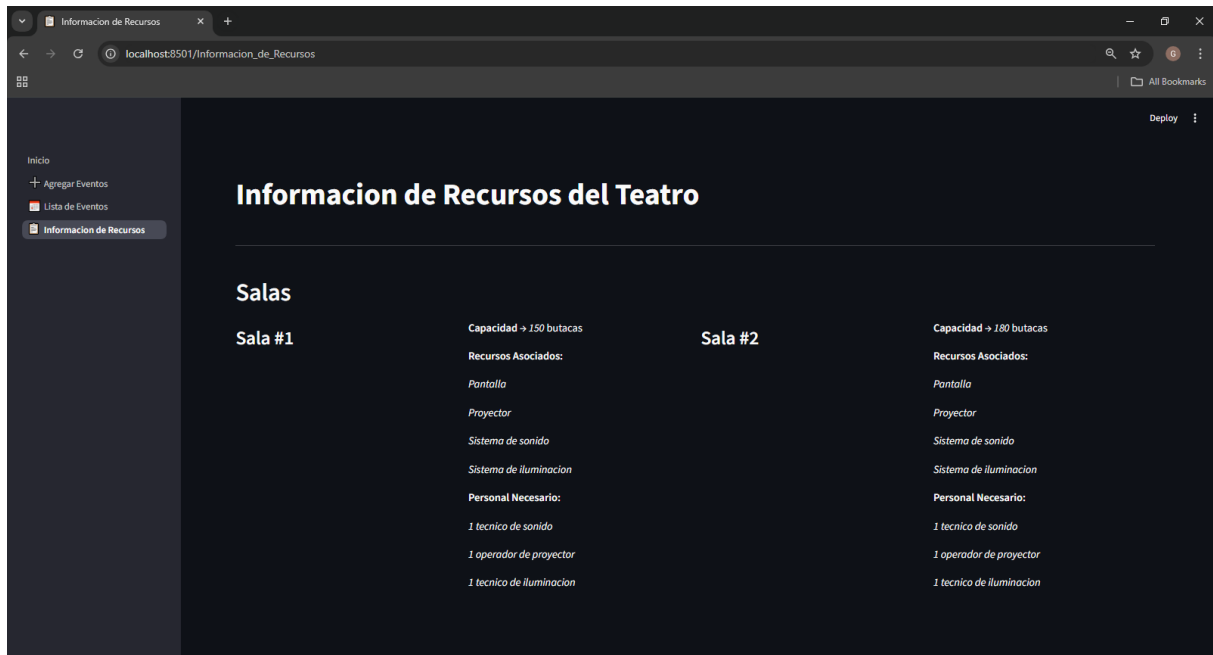 Informacion de Recursos
localhost:8501/Informacion_de_Recursos
G
All Bookmarks
Deploy
Inicio
Agregar Eventos
Lista de Eventos
Informacion de Recursos
Informacion de Recursos del Teatro
Salas
Sala #1
Capacidad → 150 butacas
Recursos Asociados:
Pantalla
Proyector
Sistema de sonido
Sistema de iluminacion
Personal Necesario:
1 tecnico de sonido
1 operador de proyector
1 tecnico de iluminacion
Sala #2
Capacidad → 180 butacas
Recursos Asociados:
Pantalla
Proyector
Sistema de sonido
Sistema de iluminacion
Personal Necesario:
1 tecnico de sonido
1 operador de proyector
1 tecnico de iluminacion